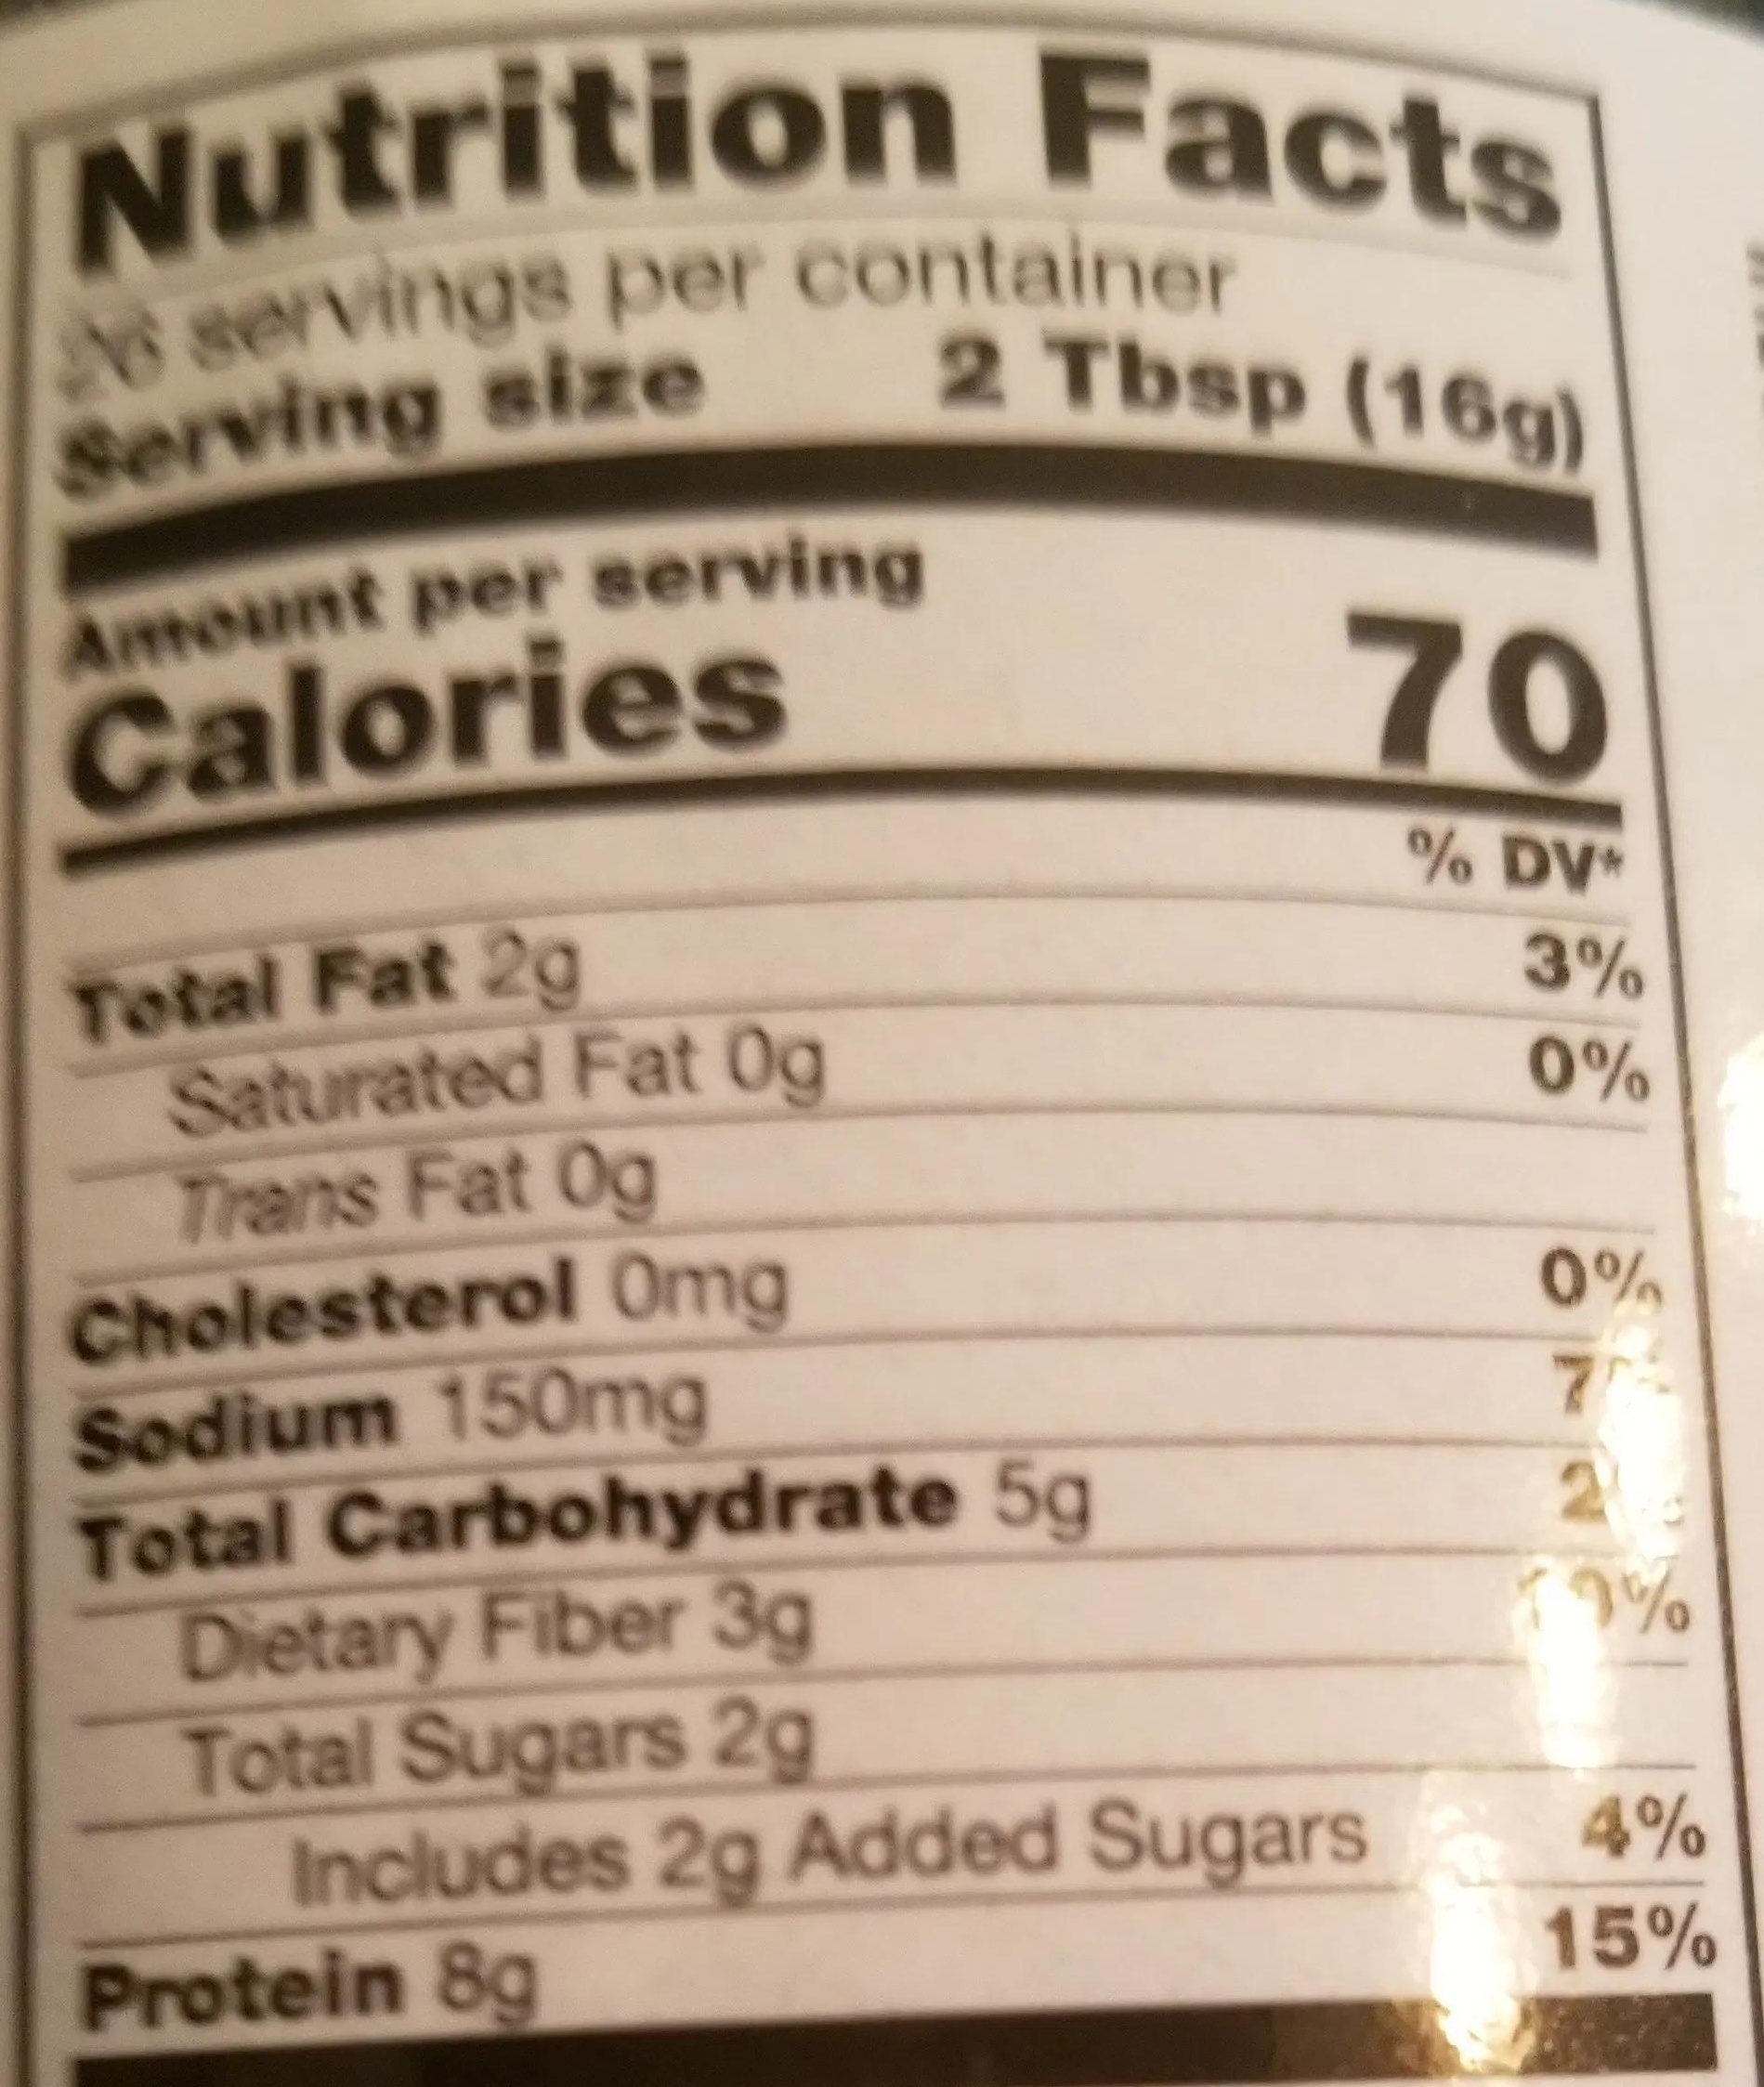 Nutrition Facts
servings per container
Serving size 2 Tbsp (16g)
Amount per serving
Calories 70
% DV*
Total Fat 2g 3%
Saturated Fat 0g 0%
Trans Fat 0g
Cholesterol 0mg 0%
Sodium 150mg
Total Carbohydrate 5g
Dietary Fiber 3g
Total Sugars 2g
Includes 2g Added Sugars 4%
Protein 8g 15%